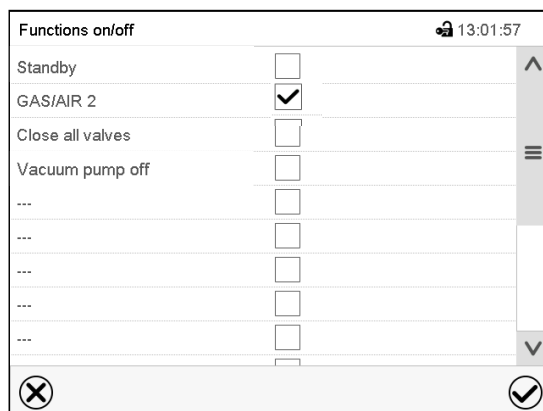 Functions on/off 13:01:57
Standby
GAS/AIR 2
Close all valves
Vacuum pump off
---
---
---
---
---